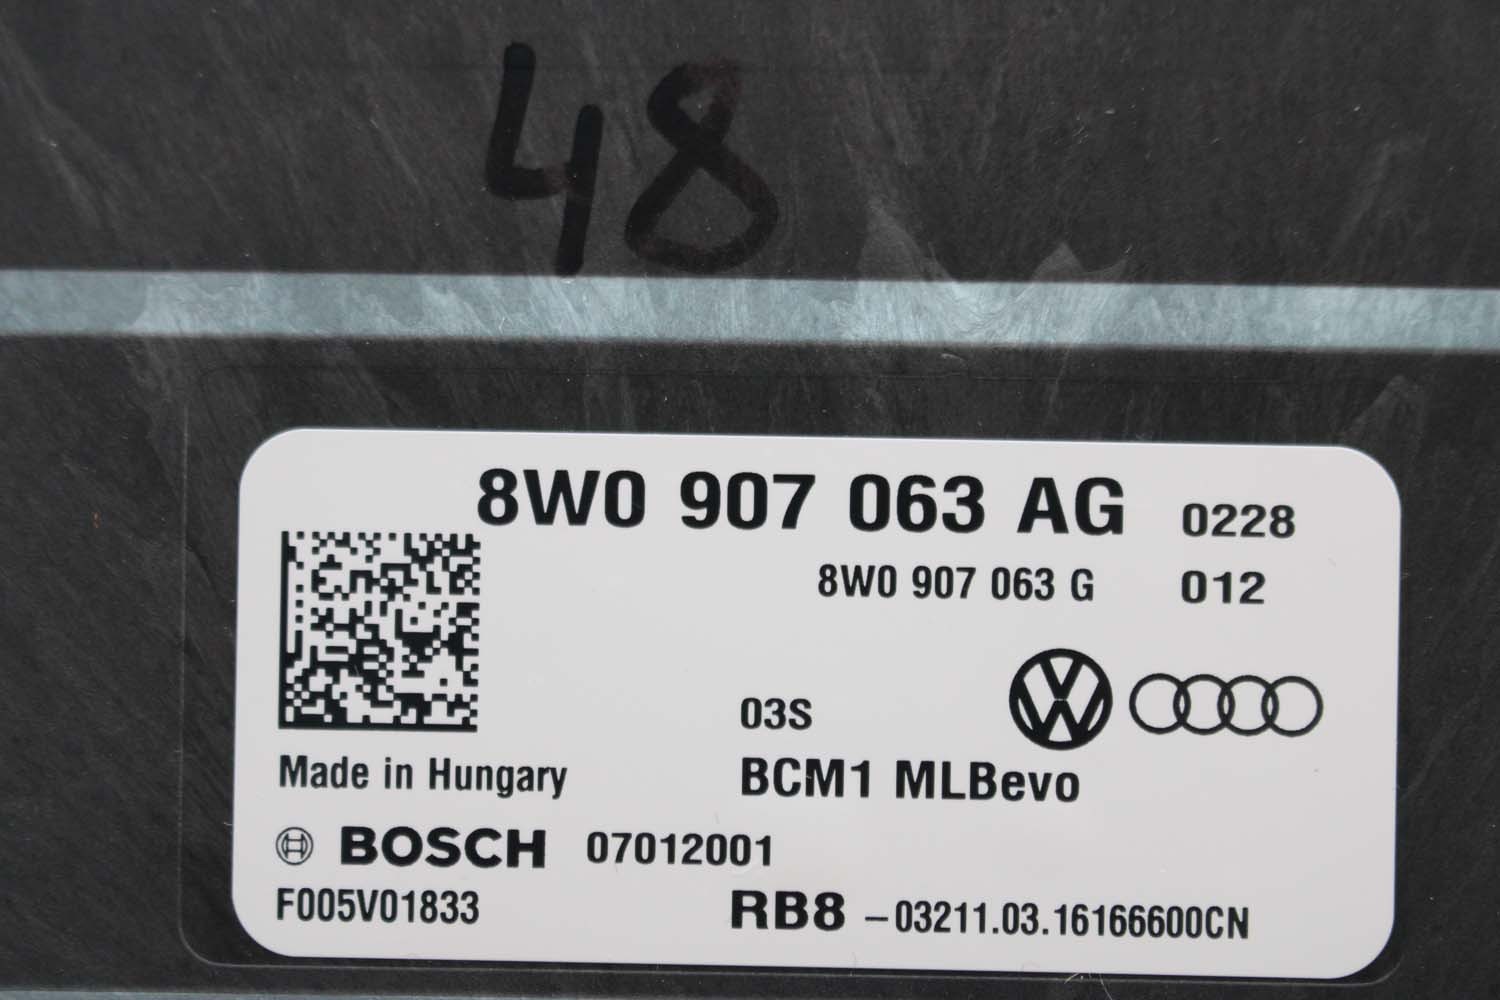 48
8W0 907 063 AG 0228
8W0 907 063 G 012
03S
Made in Hungary BCM1 MLBevo
BOSCH 07012001
F005V01833 RB8 -03211.03.16166600CN